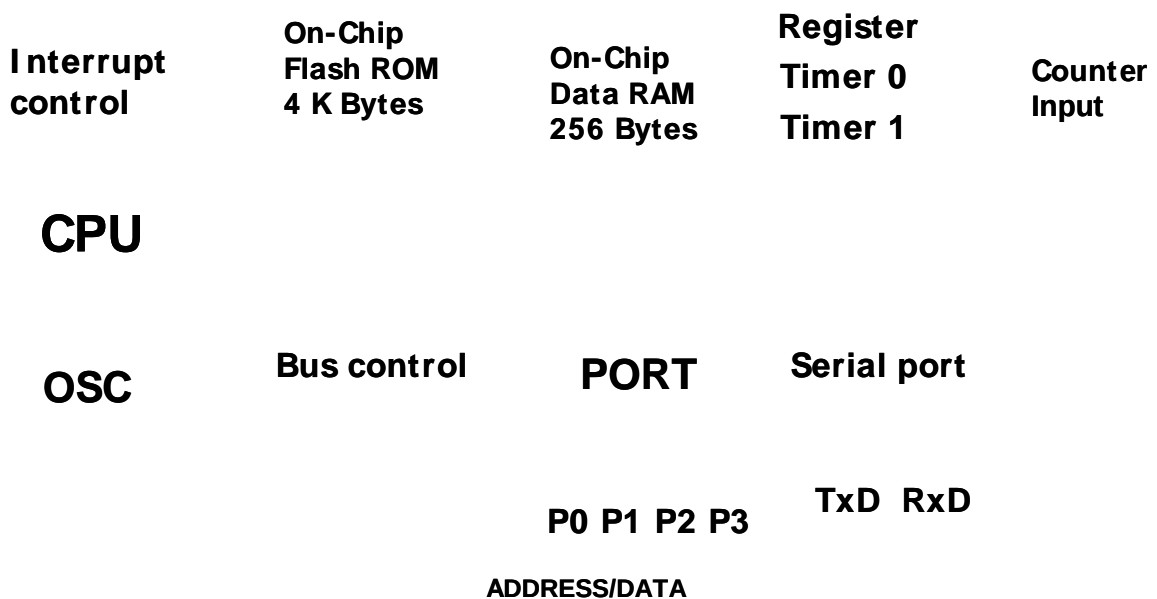 Interrupt
control
On-Chip
Flash ROM
4 K Bytes
On-Chip
Data RAM
256 Bytes
Register
Timer 0
Timer 1
Counter
Input
CPU
OSC
Bus control
PORT
Serial port
P0 P1 P2 P3
TxD RxD
ADDRESS/DATA